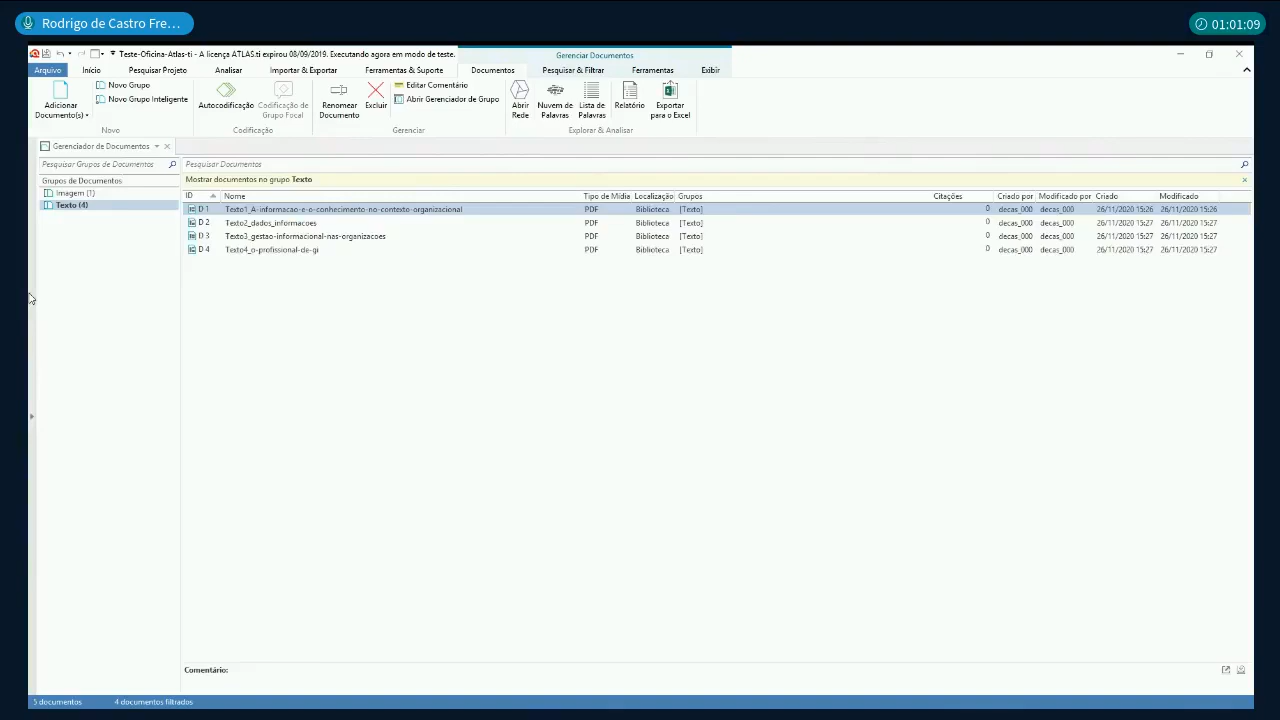 Rodrigo de Castro Fre...
01:01:09
Teste-Oficina-Atlas-ti - A licença ATLAS.ti expirou 08/09/2019. Executando agora em modo de teste.
Gerenciar Documentos
Arquivo Início Pesquisar Projeto Analisar Importar & Exportar Ferramentas & Suporte Documentos Pesquisar & Filtrar Ferramentas Exibir
Adicionar Documento(s)
Novo Grupo
Novo Grupo Inteligente
Novo
Autocodificação
Codificação de Grupo Focal
Codificação
Renomear Documento
Excluir
Editar Comentário
Abrir Gerenciador de Grupo
Gerenciar
Abrir Rede
Nuvem de Palavras
Lista de Palavras
Relatório
Exportar para o Excel
Explorar & Analisar
Gerenciador de Documentos
Pesquisar Grupos de Documentos
Pesquisar Documentos
Grupos de Documentos
Imagem (1)
Texto (4)
Mostrar documentos no grupo Texto
ID Nome Tipo de Mídia Localização Grupos Citações Criado por Modificado por Criado Modificado
D 1 Texto1_A-informacao-e-o-conhecimento-no-contexto-organizacional PDF Biblioteca [Texto] 0 decas_000 decas_000 26/11/2020 15:26 26/11/2020 15:26
D 2 Texto2_dados_informacoes PDF Biblioteca [Texto] 0 decas_000 decas_000 26/11/2020 15:27 26/11/2020 15:27
D 3 Texto3_gestao-informacional-nas-organizacoes PDF Biblioteca [Texto] 0 decas_000 decas_000 26/11/2020 15:27 26/11/2020 15:27
D 4 Texto4_o-profissional-de-gi PDF Biblioteca [Texto] 0 decas_000 decas_000 26/11/2020 15:27 26/11/2020 15:27
Comentário:
5 documentos 4 documentos filtrados